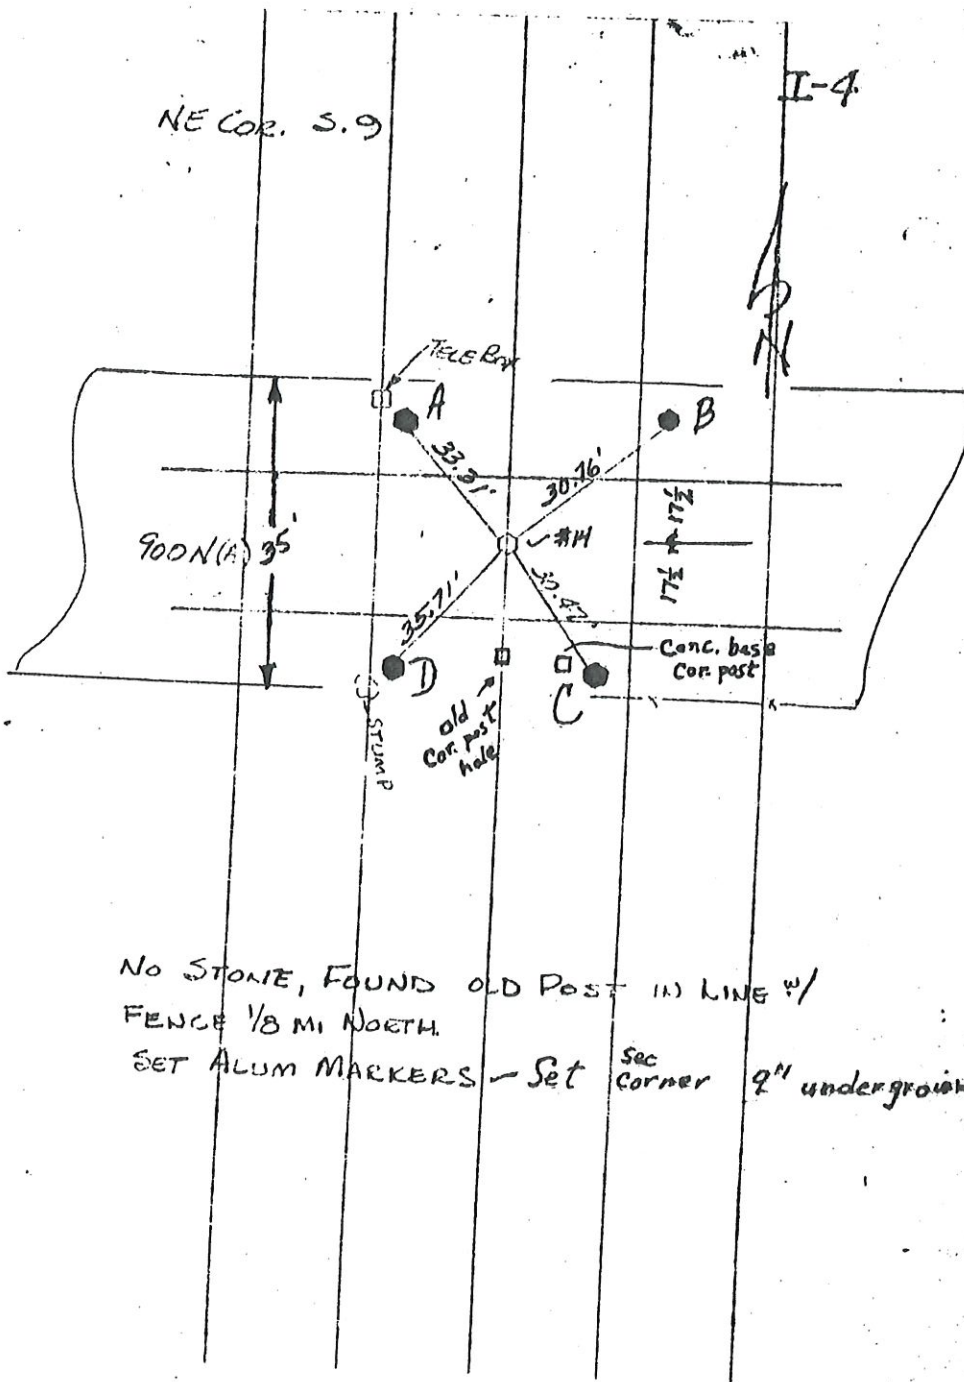 I-4
NE COR. S.9
N
TELE BOX
A
B
33.31'
30.76'
900N(A) 35'
#14
17½ 17½
35.71'
Conc. base
Cor. post
D
C
old
Cor. post
hole
STUMP
NO STONE, FOUND OLD POST IN LINE W/
FENCE 1/8 MI NORTH.
SET ALUM MARKERS – Set Sec Corner 9" underground